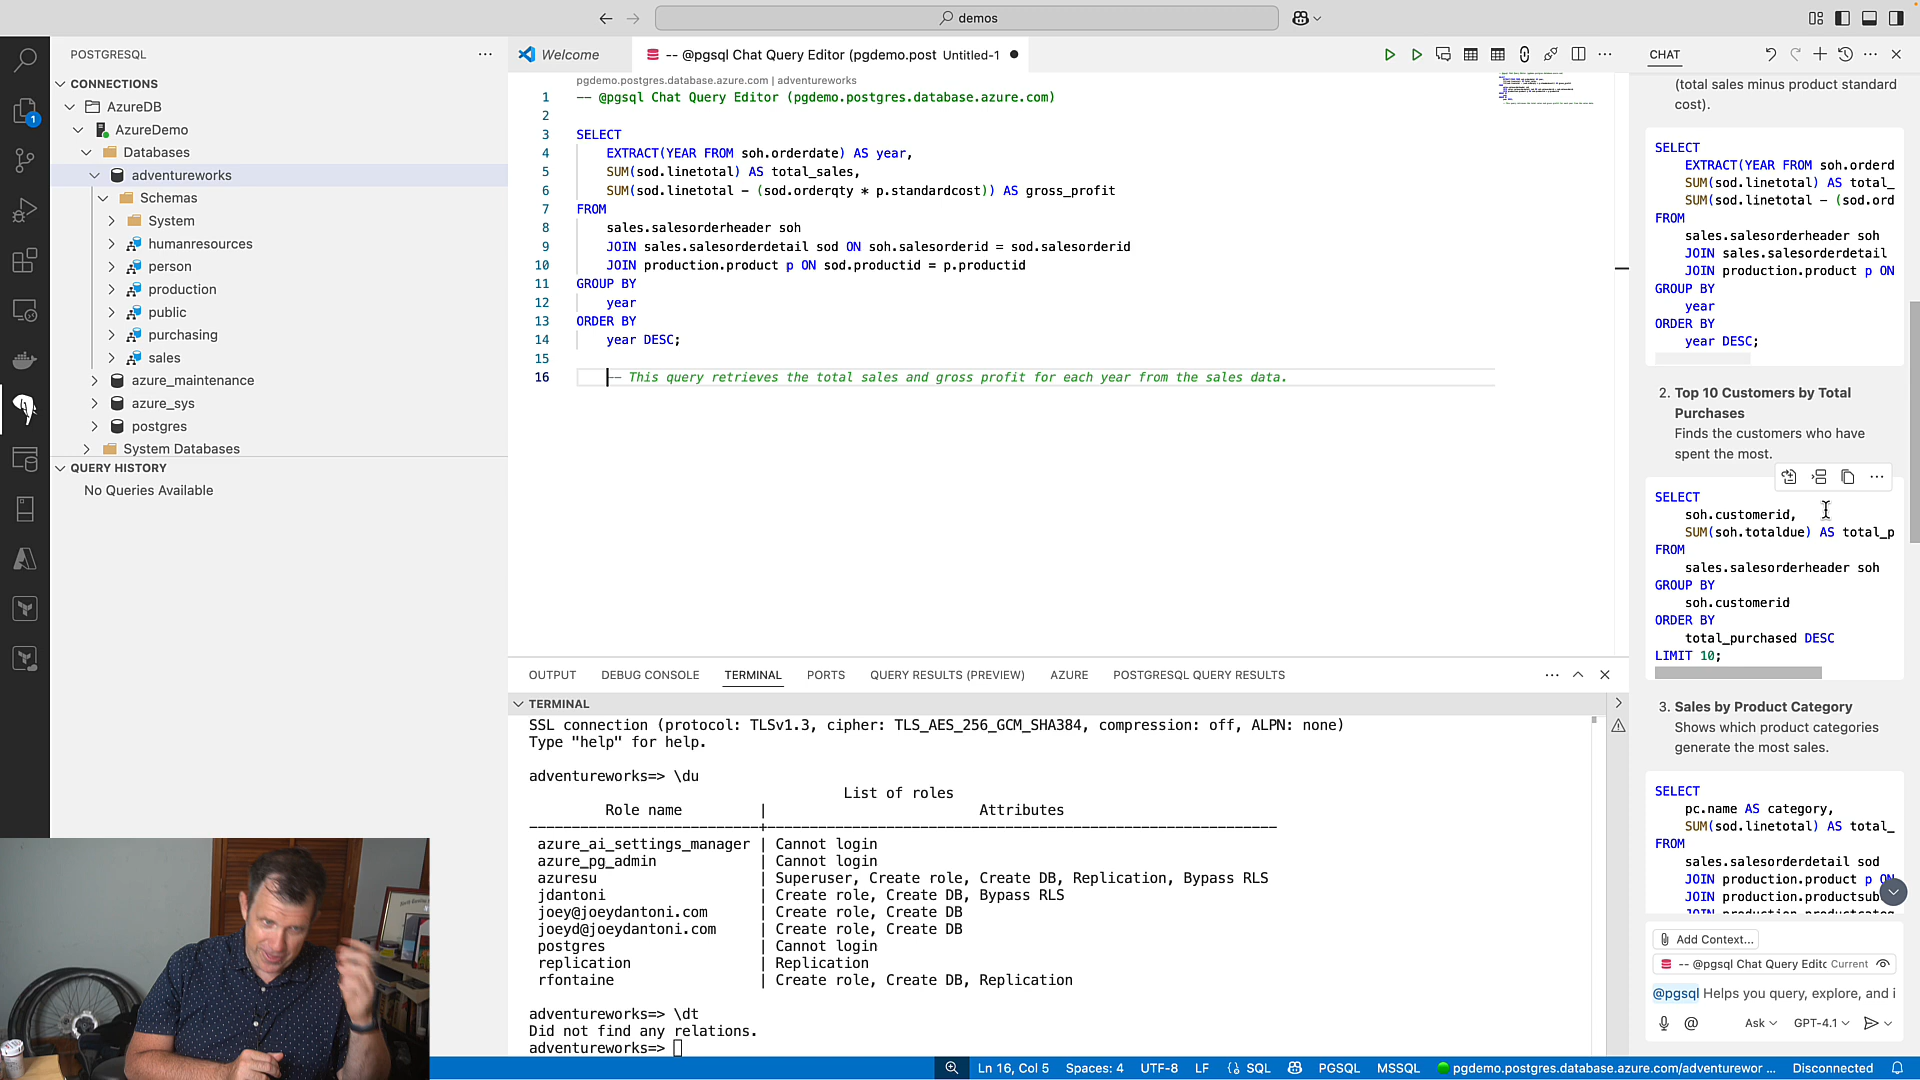 demos
POSTGRESQL
CONNECTIONS
AzureDB
AzureDemo
Databases
adventureworks
Schemas
System
humanresources
person
production
public
purchasing
sales
azure_maintenance
azure_sys
postgres
System Databases
QUERY HISTORY
No Queries Available
1
Welcome
-- @pgsql Chat Query Editor (pgdemo.post Untitled-1
pgdemo.postgres.database.azure.com | adventureworks
1 -- @pgsql Chat Query Editor (pgdemo.postgres.database.azure.com)
2
3 SELECT
4 EXTRACT(YEAR FROM soh.orderdate) AS year,
5 SUM(sod.linetotal) AS total_sales,
6 SUM(sod.linetotal - (sod.orderqty * p.standardcost)) AS gross_profit
7 FROM
8 sales.salesorderheader soh
9 JOIN sales.salesorderdetail sod ON soh.salesorderid = sod.salesorderid
10 JOIN production.product p ON sod.productid = p.productid
11 GROUP BY
12 year
13 ORDER BY
14 year DESC;
15
16 -- This query retrieves the total sales and gross profit for each year from the sales data.
OUTPUT DEBUG CONSOLE TERMINAL PORTS QUERY RESULTS (PREVIEW) AZURE POSTGRESQL QUERY RESULTS
TERMINAL
SSL connection (protocol: TLSv1.3, cipher: TLS_AES_256_GCM_SHA384, compression: off, ALPN: none)
Type "help" for help.
adventureworks=> \du
List of roles
Role name | Attributes
azure_ai_settings_manager | Cannot login
azure_pg_admin | Cannot login
azuresu | Superuser, Create role, Create DB, Replication, Bypass RLS
jdantoni | Create role, Create DB, Bypass RLS
joey@joeydantoni.com | Create role, Create DB
joeyd@joeydantoni.com | Create role, Create DB
postgres | Cannot login
replication | Replication
rfontaine | Create role, Create DB, Replication
adventureworks=> \dt
Did not find any relations.
adventureworks=>
CHAT
(total sales minus product standard
cost).
SELECT
EXTRACT(YEAR FROM soh.orderd
SUM(sod.linetotal) AS total_
SUM(sod.linetotal - (sod.ord
FROM
sales.salesorderheader soh
JOIN sales.salesorderdetail
JOIN production.product p ON
GROUP BY
year
ORDER BY
year DESC;
2. Top 10 Customers by Total
Purchases
Finds the customers who have
spent the most.
SELECT
soh.customerid,
SUM(soh.totaldue) AS total_p
FROM
sales.salesorderheader soh
GROUP BY
soh.customerid
ORDER BY
total_purchased DESC
LIMIT 10;
3. Sales by Product Category
Shows which product categories
generate the most sales.
SELECT
pc.name AS category,
SUM(sod.linetotal) AS total_
FROM
sales.salesorderdetail sod
JOIN production.product p ON
JOIN production.productsub
Add Context...
-- @pgsql Chat Query Editc Current
@pgsql Helps you query, explore, and i
Ask GPT-4.1
Ln 16, Col 5 Spaces: 4 UTF-8 LF SQL PGSQL MSSQL pgdemo.postgres.database.azure.com/adventurewor ... Disconnected